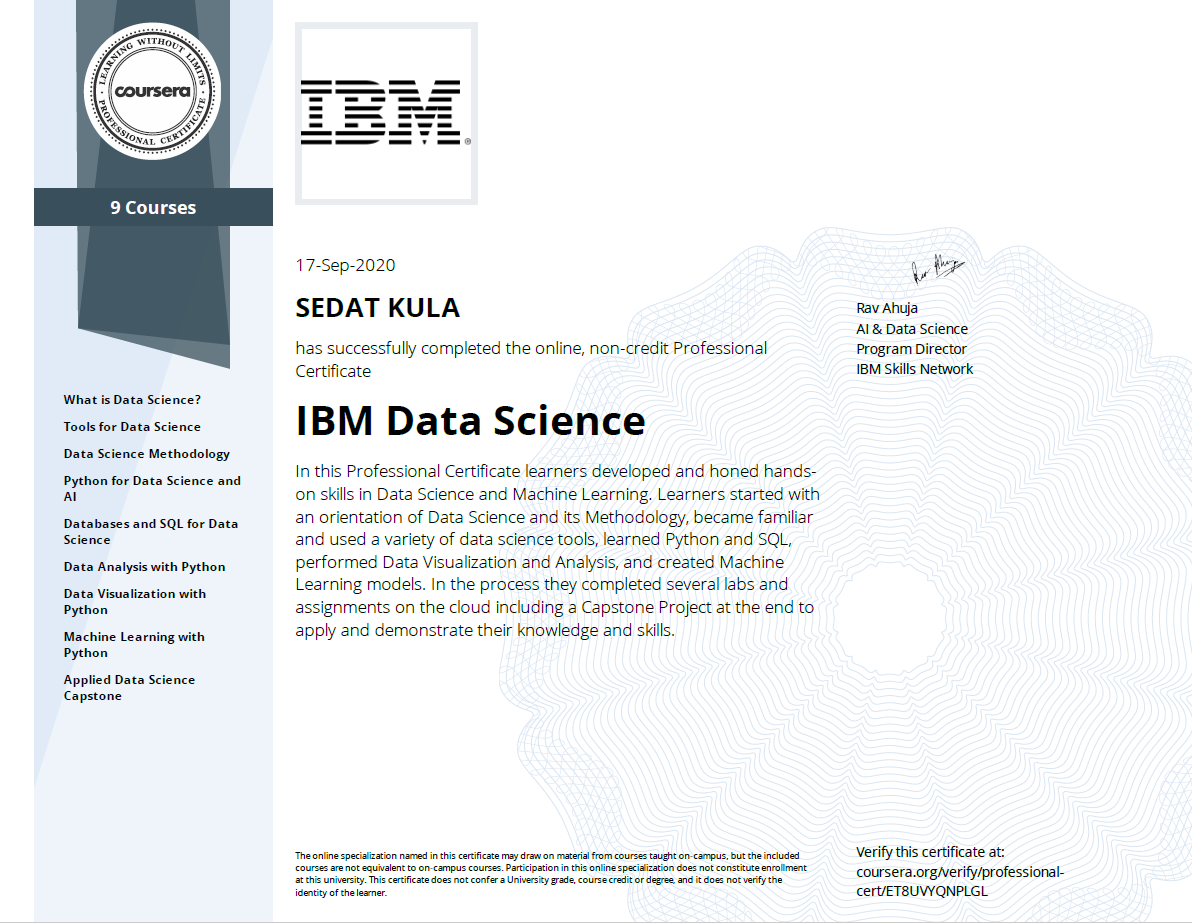 LEARNING WITHOUT LIMITS
coursera
PROFESSIONAL CERTIFICATE
9 Courses
What is Data Science?
Tools for Data Science
Data Science Methodology
Python for Data Science and
AI
Databases and SQL for Data
Science
Data Analysis with Python
Data Visualization with
Python
Machine Learning with
Python
Applied Data Science
Capstone
IBM®
17-Sep-2020
SEDAT KULA
has successfully completed the online, non-credit Professional
Certificate
IBM Data Science
In this Professional Certificate learners developed and honed hands-
on skills in Data Science and Machine Learning. Learners started with
an orientation of Data Science and its Methodology, became familiar
and used a variety of data science tools, learned Python and SQL,
performed Data Visualization and Analysis, and created Machine
Learning models. In the process they completed several labs and
assignments on the cloud including a Capstone Project at the end to
apply and demonstrate their knowledge and skills.
Rav Ahuja
Rav Ahuja
AI & Data Science
Program Director
IBM Skills Network
The online specialization named in this certificate may draw on material from courses taught on-campus, but the included
courses are not equivalent to on-campus courses. Participation in this online specialization does not constitute enrollment
at this university. This certificate does not confer a University grade, course credit or degree, and it does not verify the
identity of the learner.
Verify this certificate at:
coursera.org/verify/professional-
cert/ET8UVYQNPLGL